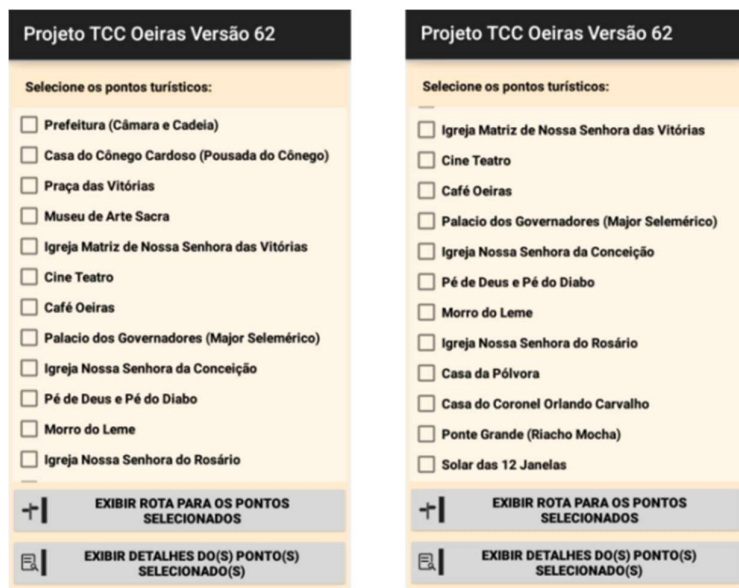 Projeto TCC Oeiras Versão 62
Selecione os pontos turísticos:
Prefeitura (Câmara e Cadeia)
Casa do Cônego Cardoso (Pousada do Cônego)
Praça das Vitórias
Museu de Arte Sacra
Igreja Matriz de Nossa Senhora das Vitórias
Cine Teatro
Café Oeiras
Palacio dos Governadores (Major Selemérico)
Igreja Nossa Senhora da Conceição
Pé de Deus e Pé do Diabo
Morro do Leme
Igreja Nossa Senhora do Rosário
EXIBIR ROTA PARA OS PONTOS
SELECIONADOS
EXIBIR DETALHES DO(S) PONTO(S)
SELECIONADO(S)
Projeto TCC Oeiras Versão 62
Selecione os pontos turísticos:
Igreja Matriz de Nossa Senhora das Vitórias
Cine Teatro
Café Oeiras
Palacio dos Governadores (Major Selemérico)
Igreja Nossa Senhora da Conceição
Pé de Deus e Pé do Diabo
Morro do Leme
Igreja Nossa Senhora do Rosário
Casa da Pólvora
Casa do Coronel Orlando Carvalho
Ponte Grande (Riacho Mocha)
Solar das 12 Janelas
EXIBIR ROTA PARA OS PONTOS
SELECIONADOS
EXIBIR DETALHES DO(S) PONTO(S)
SELECIONADO(S)